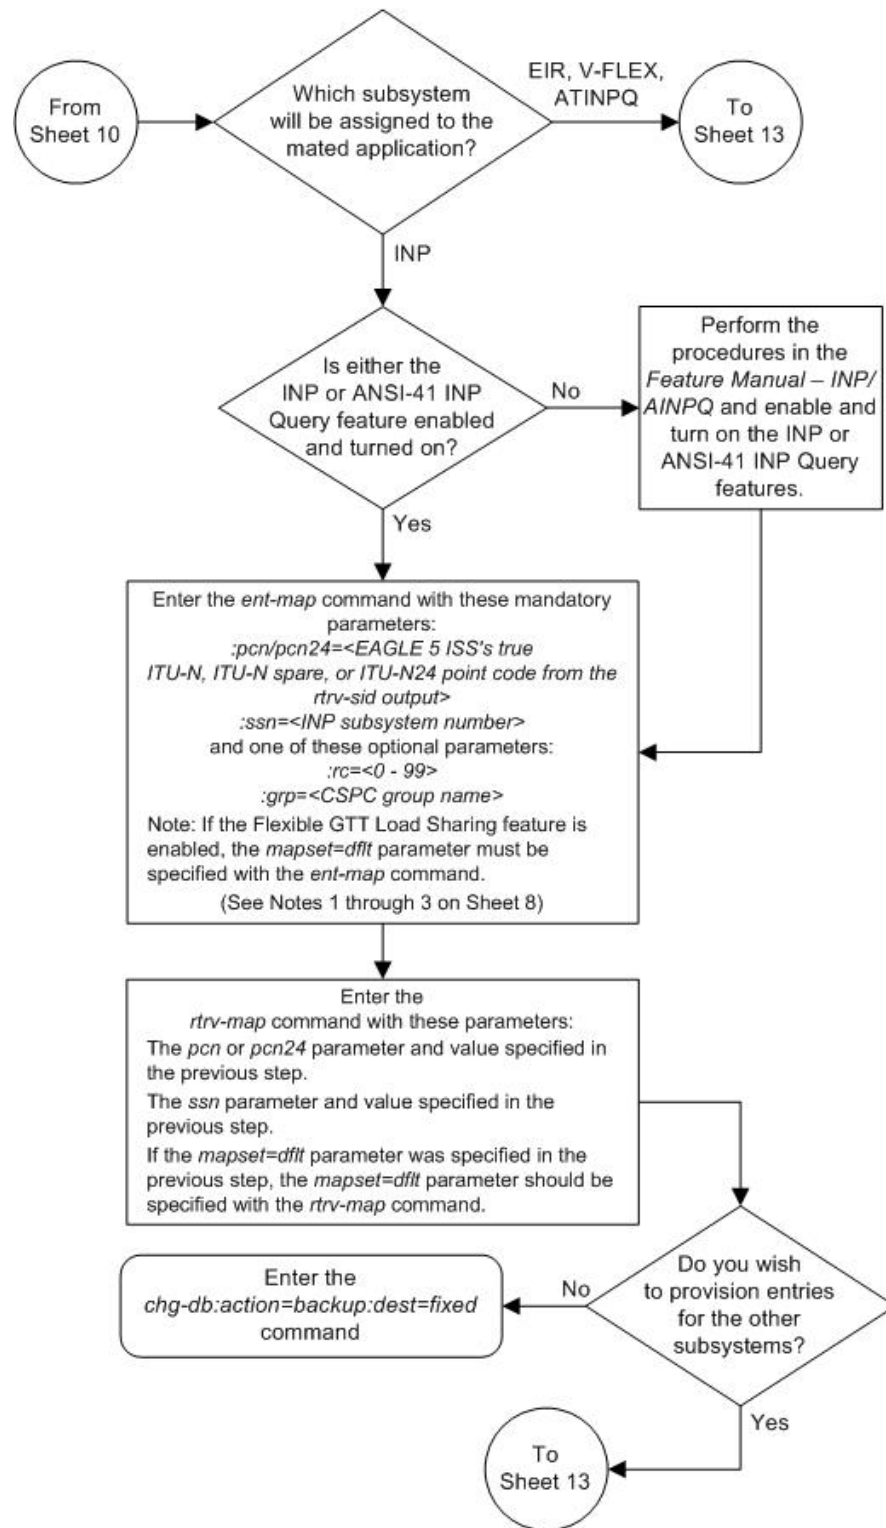 From
Sheet 10
Which subsystem
will be assigned to the
mated application?
EIR, V-FLEX,
ATINPQ
To
Sheet 13
INP
Is either the
INP or ANSI-41 INP
Query feature enabled
and turned on?
No
Perform the
procedures in the
Feature Manual – INP/
AINPQ and enable and
turn on the INP or
ANSI-41 INP Query
features.
Yes
Enter the ent-map command with these mandatory
parameters:
:pcn/pcn24=<EAGLE 5 ISS's true
ITU-N, ITU-N spare, or ITU-N24 point code from the
rtrv-sid output>
:ssn=<INP subsystem number>
and one of these optional parameters:
:rc=<0 - 99>
:grp=<CSPC group name>
Note: If the Flexible GTT Load Sharing feature is
enabled, the mapset=dflt parameter must be
specified with the ent-map command.
(See Notes 1 through 3 on Sheet 8)
Enter the
rtrv-map command with these parameters:
The pcn or pcn24 parameter and value specified in
the previous step.
The ssn parameter and value specified in the
previous step.
If the mapset=dflt parameter was specified in the
previous step, the mapset=dflt parameter should be
specified with the rtrv-map command.
Do you wish
to provision entries
for the other
subsystems?
No
Enter the
chg-db:action=backup:dest=fixed
command
Yes
To
Sheet 13